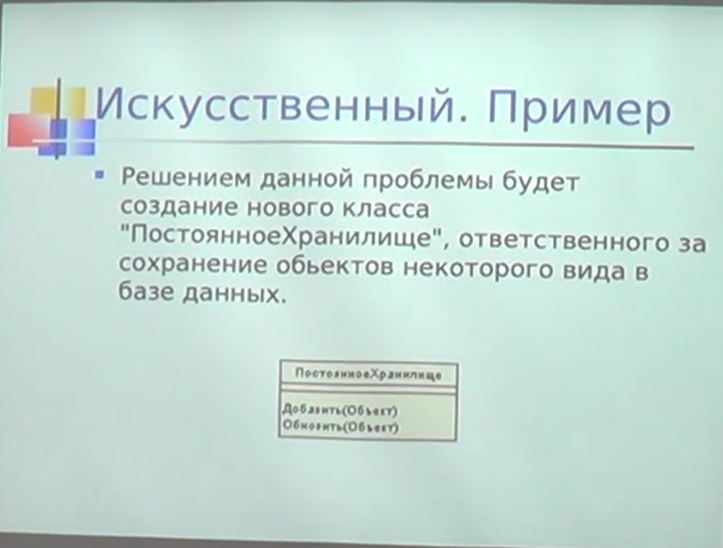 Искусственный. Пример
Решением данной проблемы будет
создание нового класса
"ПостоянноеХранилище", ответственного за
сохранение обьектов некоторого вида в
базе данных.
ПостоянноеХранилище
Добавить(Объект)
Обновить(Объект)